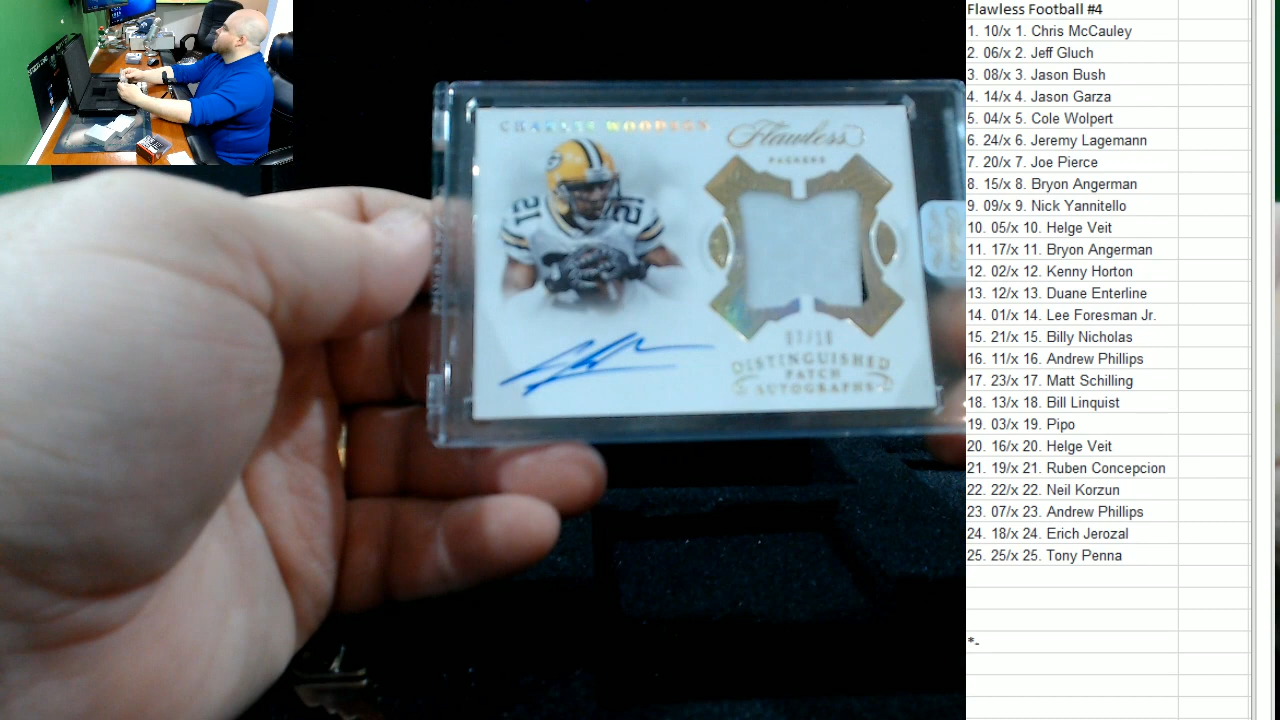 CHARLES WOODSON
Flawless
PACKERS
21
21
DISTINGUISHED
PATCH
AUTOGRAPHS
Flawless Football #4
1. 10/x 1. Chris McCauley
2. 06/x 2. Jeff Gluch
3. 08/x 3. Jason Bush
4. 14/x 4. Jason Garza
5. 04/x 5. Cole Wolpert
6. 24/x 6. Jeremy Lagemann
7. 20/x 7. Joe Pierce
8. 15/x 8. Bryon Angerman
9. 09/x 9. Nick Yannitello
10. 05/x 10. Helge Veit
11. 17/x 11. Bryon Angerman
12. 02/x 12. Kenny Horton
13. 12/x 13. Duane Enterline
14. 01/x 14. Lee Foresman Jr.
15. 21/x 15. Billy Nicholas
16. 11/x 16. Andrew Phillips
17. 23/x 17. Matt Schilling
18. 13/x 18. Bill Linquist
19. 03/x 19. Pipo
20. 16/x 20. Helge Veit
21. 19/x 21. Ruben Concepcion
22. 22/x 22. Neil Korzun
23. 07/x 23. Andrew Phillips
24. 18/x 24. Erich Jerozal
25. 25/x 25. Tony Penna
*-